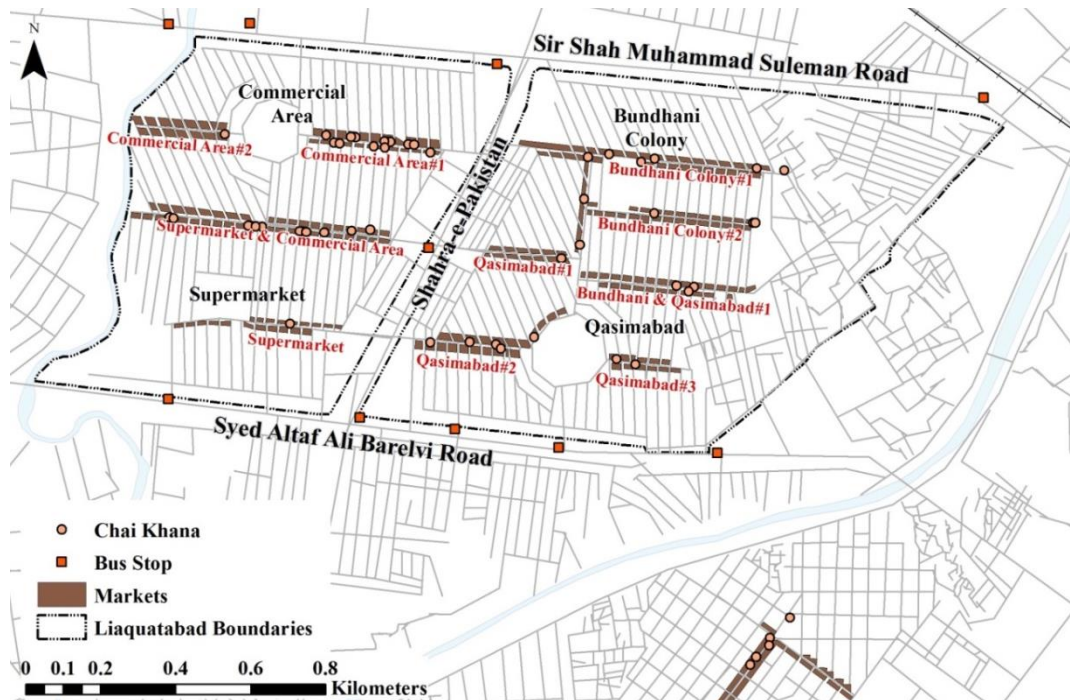 N
Sir Shah Muhammad Suleman Road
Commercial
Area
Bundhani
Colony
Commercial Area#2
Commercial Area#1
Bundhani Colony#1
Shahra-e-Pakistan
Bundhani Colony#2
Supermarket & Commercial Area
Qasimabad#1
Supermarket
Bundhani & Qasimabad#1
Qasimabad
Supermarket
Qasimabad#2
Qasimabad#3
Syed Altaf Ali Barelvi Road
Chai Khana
Bus Stop
Markets
Liaquatabad Boundaries
0 0.1 0.2 0.4 0.6 0.8
Kilometers